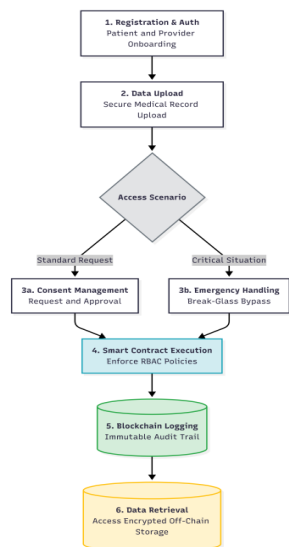 1. Registration & Auth
Patient and Provider
Onboarding
2. Data Upload
Secure Medical Record
Upload
Access Scenario
Standard Request
Critical Situation
3a. Consent Management
Request and Approval
3b. Emergency Handling
Break-Glass Bypass
4. Smart Contract Execution
Enforce RBAC Policies
5. Blockchain Logging
Immutable Audit Trail
6. Data Retrieval
Access Encrypted Off-Chain
Storage